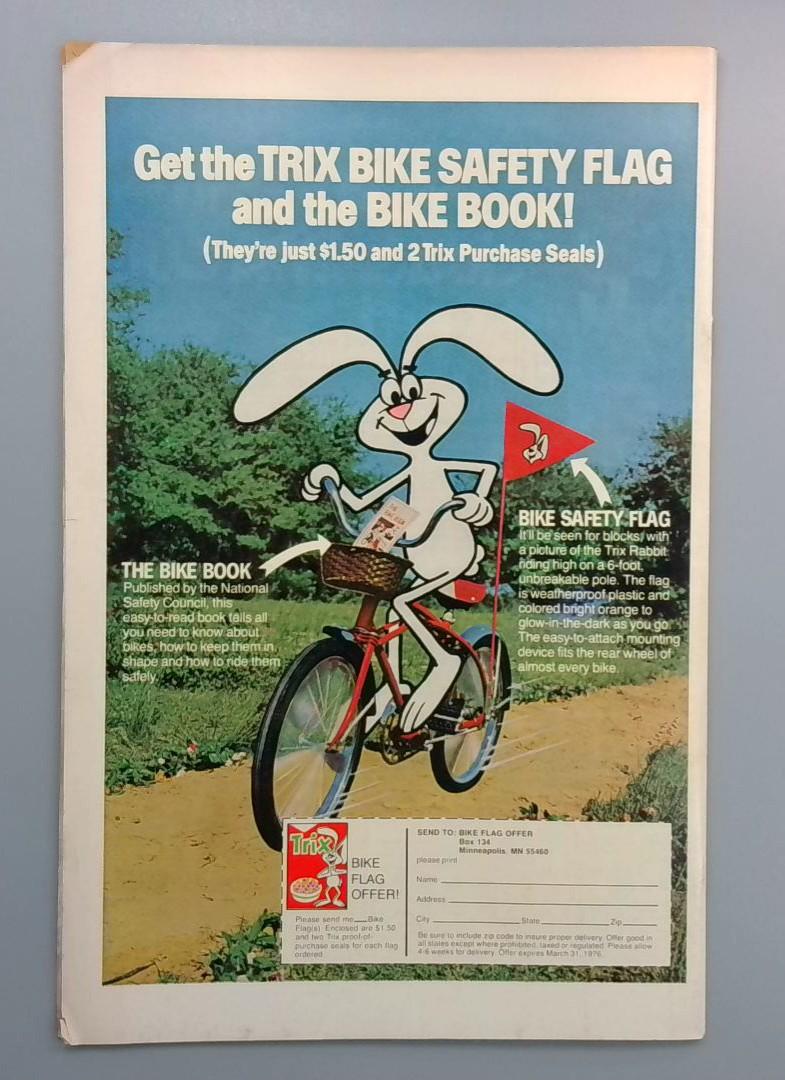 Get the TRIX BIKE SAFETY FLAG
and the BIKE BOOK!
(They're just $1.50 and 2 Trix Purchase Seals)
BIKE SAFETY FLAG
It'll be seen for blocks, with
a picture of the Trix Rabbit
riding high on a 6-foot,
unbreakable pole. The flag
is weatherproof plastic and
colored bright orange to
glow-in-the-dark as you go.
The easy-to-attach mounting
device fits the rear wheel of
almost every bike.
THE BIKE BOOK
Published by the National
Safety Council, this
easy-to-read book tells all
you need to know about
bikes, how to keep them in
shape and how to ride them
safely.
Trix
BIKE
FLAG
OFFER!
Please send me___Bike
Flag(s). Enclosed are $1.50
and two Trix proof-of-
purchase seals for each flag
ordered.
SEND TO: BIKE FLAG OFFER
Box 134
Minneapolis, MN 55460
please print
Name
Address
City State Zip
Be sure to include zip code to insure proper delivery. Offer good in
all states except where prohibited, taxed or regulated. Please allow
4-6 weeks for delivery. Offer expires March 31, 1976.